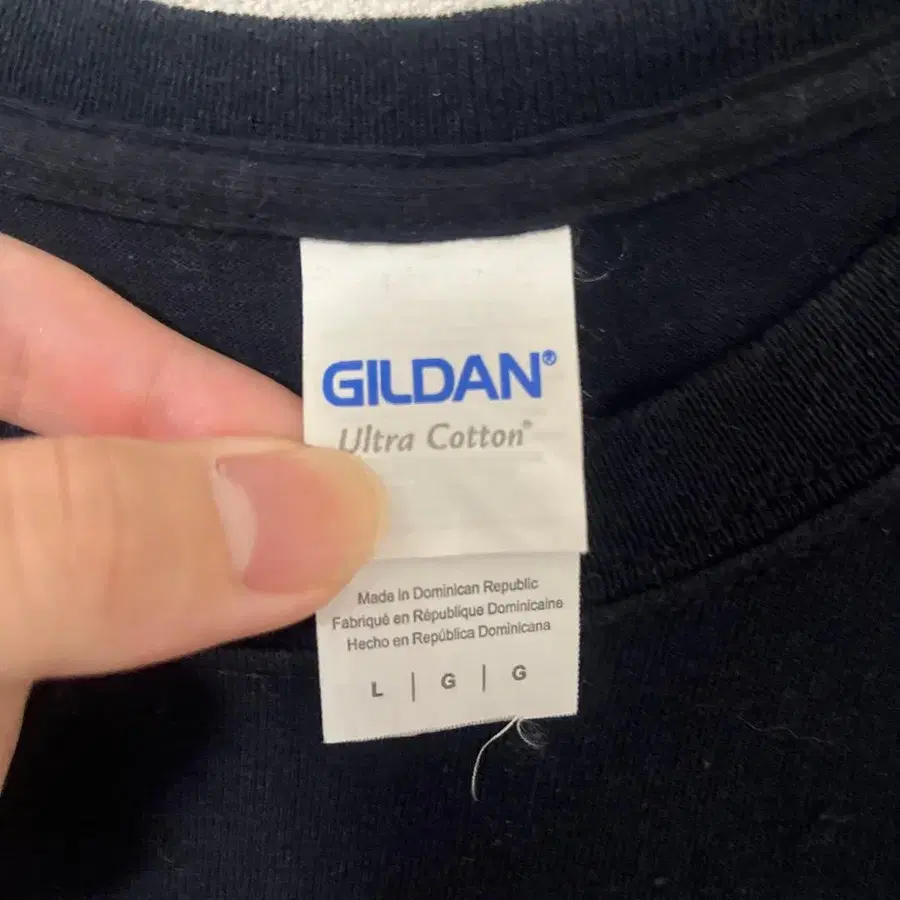 GILDAN®
Ultra Cotton®
Made in Dominican Republic
Fabriqué en République Dominicaine
Hecho en República Dominicana
L | G | G